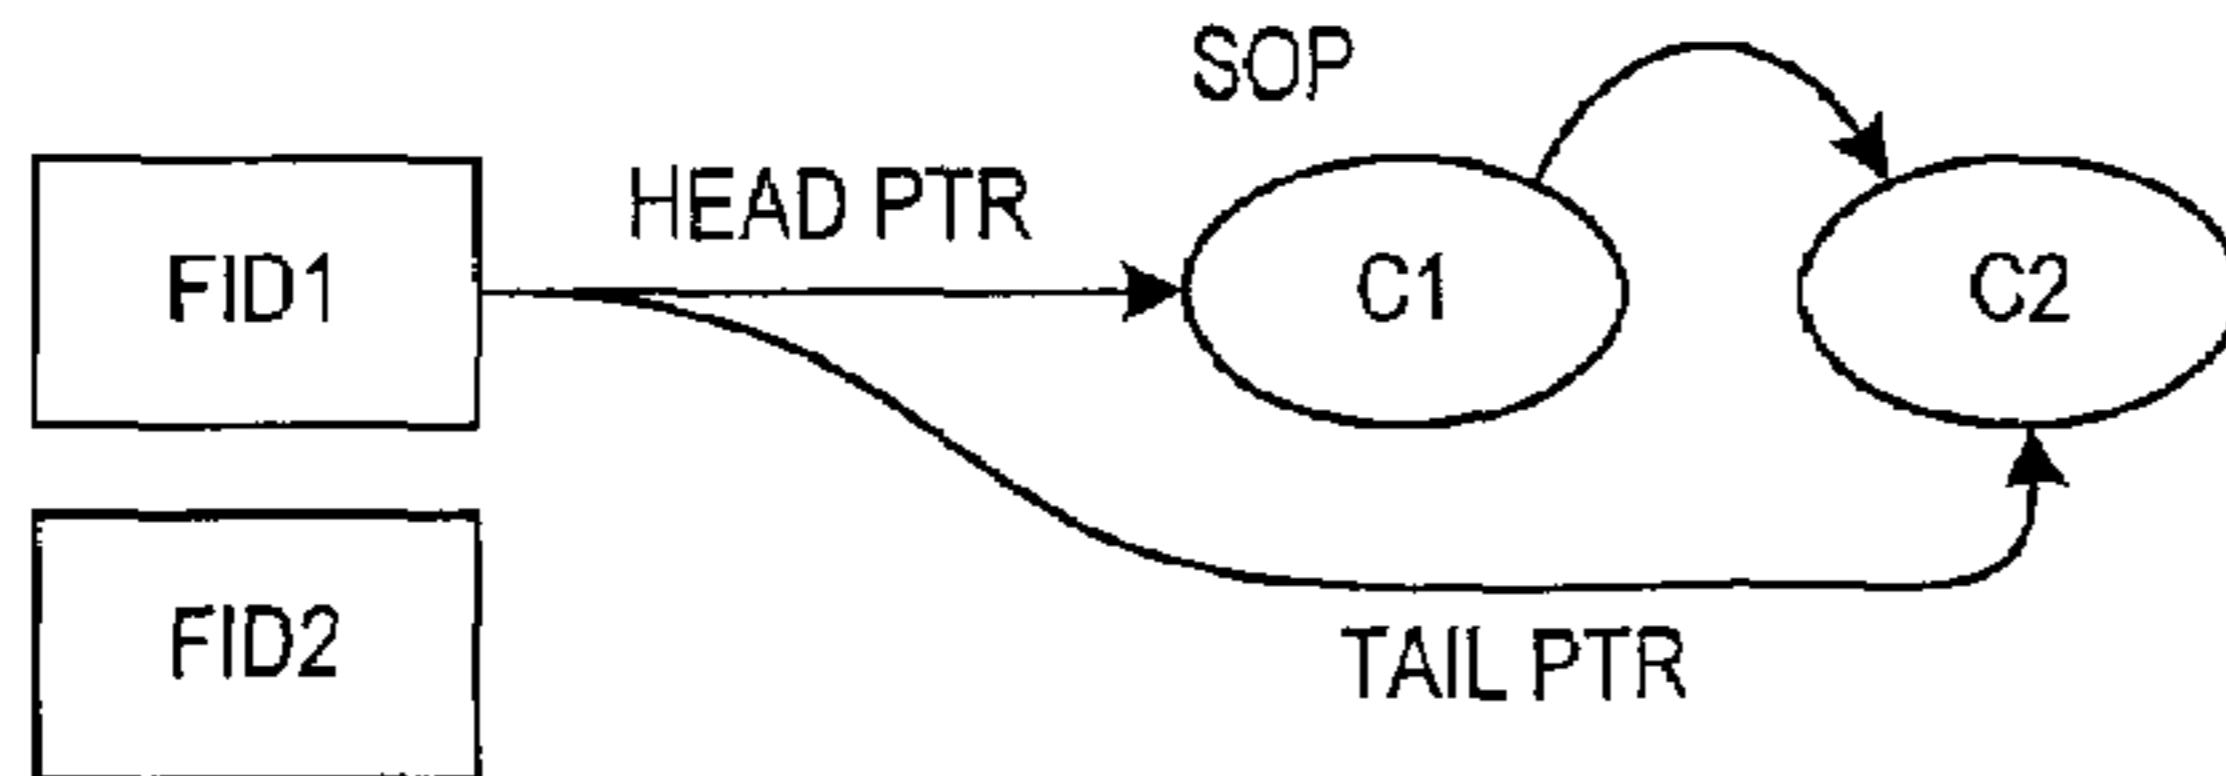 SOP
HEAD PTR
FID1
C1
C2
FID2
TAIL PTR